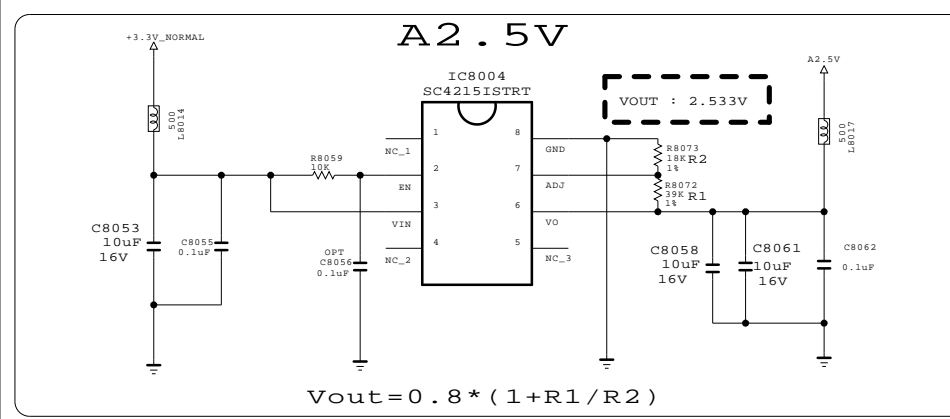 A2.5V
+3.3V_NORMAL
A2.5V
IC8004
SC4215ISTRT
VOUT : 2.533V
500
L8014
500
L8017
1
8
NC_1
GND
R8073
18K R2
1%
R8059
10K
2
7
EN
ADJ
R8072
39K R1
1%
3
6
VIN
VO
C8053
10uF
16V
C8055
0.1uF
OPT
C8056
0.1uF
4
5
NC_2
NC_3
C8058
10uF
16V
C8061
10uF
16V
C8062
0.1uF
Vout=0.8*(1+R1/R2)